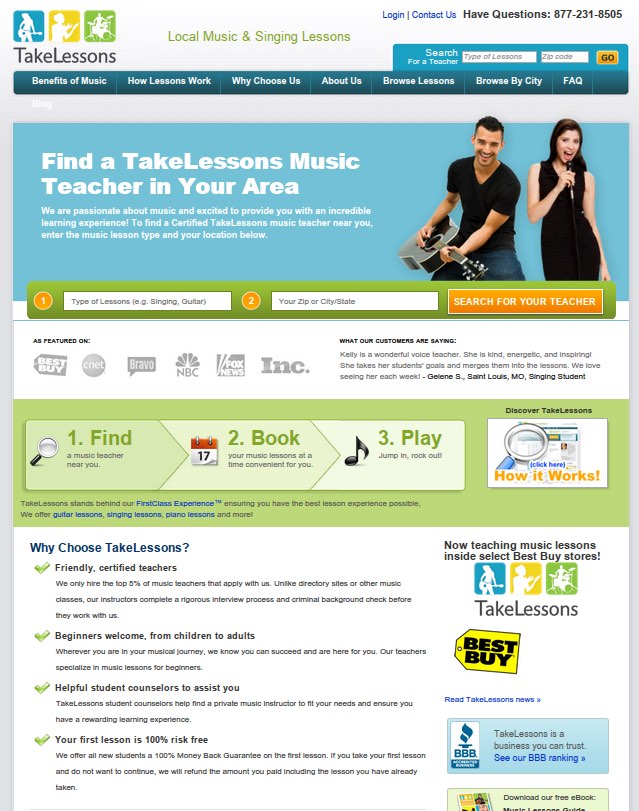 Login | Contact Us Have Questions: 877-231-8505
TakeLessons
Local Music & Singing Lessons
Search
For a Teacher
Type of Lessons
Zip code
GO
Benefits of Music
How Lessons Work
Why Choose Us
About Us
Browse Lessons
Browse By City
FAQ
Blog
Find a TakeLessons Music
Teacher in Your Area
We are passionate about music and excited to provide you with an incredible
learning experience! To find a Certified TakeLessons music teacher near you,
enter the music lesson type and your location below.
1
Type of Lessons (e.g. Singing, Guitar)
2
Your Zip or City/State
SEARCH FOR YOUR TEACHER
AS FEATURED ON:
BEST BUY
cnet
Bravo
NBC
FOX NEWS
Inc.
WHAT OUR CUSTOMERS ARE SAYING:
Kelly is a wonderful voice teacher. She is kind, energetic, and inspiring!
She takes her students' goals and merges them into the lessons. We love
seeing her each week! - Gelene S., Saint Louis, MO, Singing Student
1. Find
a music teacher
near you.
17
2. Book
your music lessons at a
time convenient for you.
3. Play
Jump in, rock out!
Discover TakeLessons
(click here)
How it Works!
TakeLessons stands behind our FirstClass Experience™ ensuring you have the best lesson experience possible,
We offer guitar lessons, singing lessons, piano lessons and more!
Why Choose TakeLessons?
Friendly, certified teachers
We only hire the top 5% of music teachers that apply with us. Unlike directory sites or other music
classes, our instructors complete a rigorous interview process and criminal background check before
they work with us.
Beginners welcome, from children to adults
Wherever you are in your musical journey, we know you can succeed and are here for you. Our teachers
specialize in music lessons for beginners.
Helpful student counselors to assist you
TakeLessons student counselors help find a private music instructor to fit your needs and ensure you
have a rewarding learning experience.
Your first lesson is 100% risk free
We offer all new students a 100% Money Back Guarantee on the first lesson. If you take your first lesson
and do not want to continue, we will refund the amount you paid including the lesson you have already
taken.
Now teaching music lessons
inside select Best Buy stores!
TakeLessons
BEST
BUY
Read TakeLessons news »
BBB
ACCREDITED
BUSINESS
TakeLessons is a
business you can trust.
See our BBB ranking »
Download our free eBook:
Music Lessons Guide